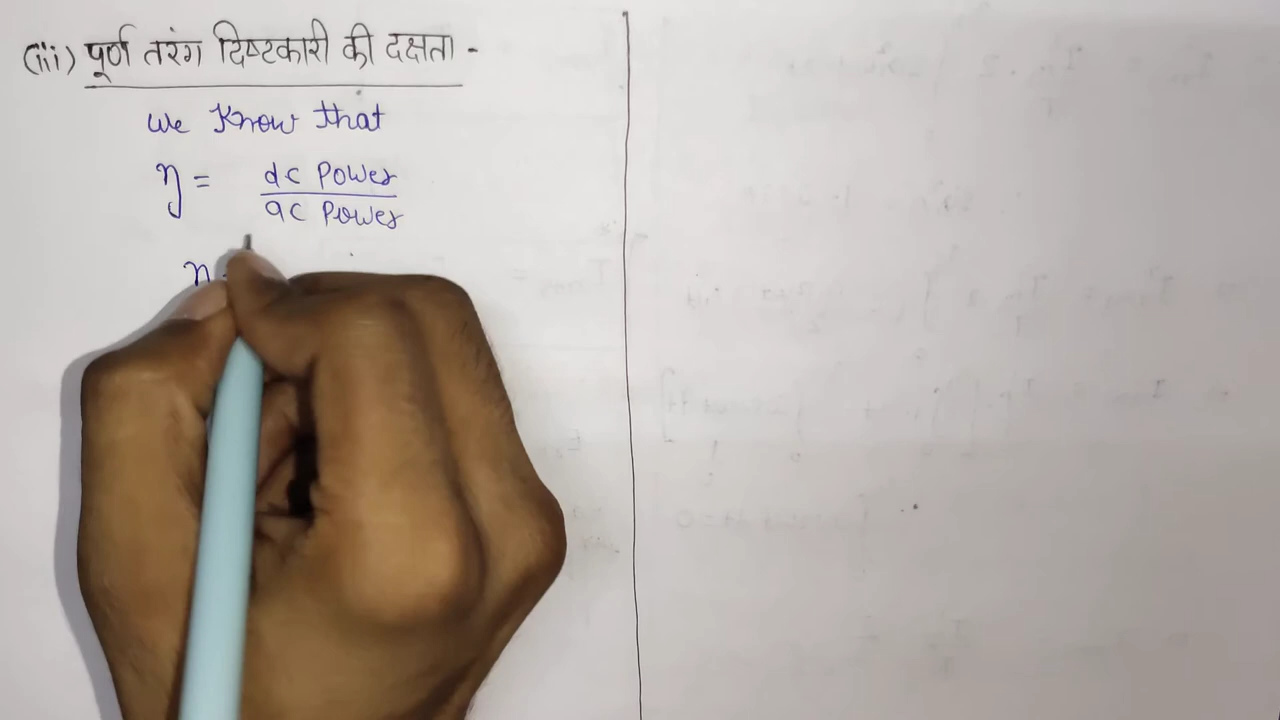 (iii) पूर्ण तरंग दिष्टकारी की दक्षता -
we know that
η = dc Power
ac Power
η